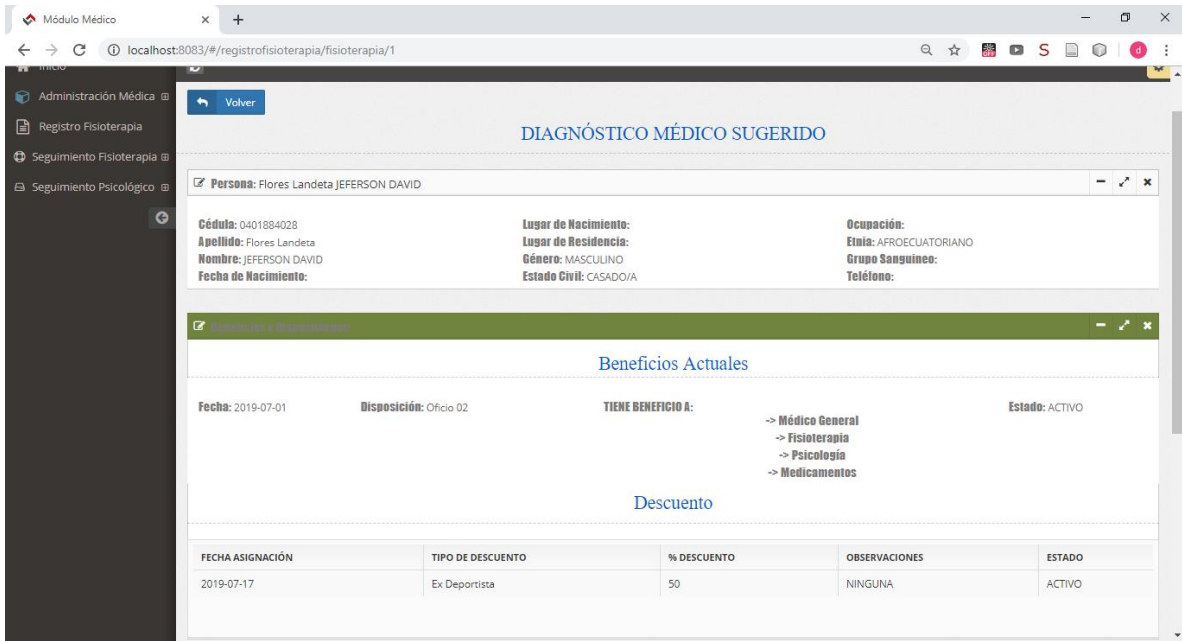 Módulo Médico
localhost:8083/#/registrofisioterapia/fisioterapia/1
OFF
S
d
Inicio
Administración Médica
Registro Fisioterapia
Seguimiento Fisioterapia
Seguimiento Psicológico
Volver
DIAGNÓSTICO MÉDICO SUGERIDO
Persona: Flores Landeta JEFERSON DAVID
Cédula: 0401884028
Apellido: Flores Landeta
Nombre: JEFERSON DAVID
Fecha de Nacimiento:
Lugar de Nacimiento:
Lugar de Residencia:
Género: MASCULINO
Estado Civil: CASADO/A
Ocupación:
Etnia: AFROECUATORIANO
Grupo Sanguineo:
Teléfono:
Beneficios Actuales
Fecha: 2019-07-01 Disposición: Oficio 02 TIENE BENEFICIO A:
-> Médico General
-> Fisioterapia
-> Psicología
-> Medicamentos
Estado: ACTIVO
Descuento
FECHA ASIGNACIÓN TIPO DE DESCUENTO % DESCUENTO OBSERVACIONES ESTADO
2019-07-17 Ex Deportista 50 NINGUNA ACTIVO